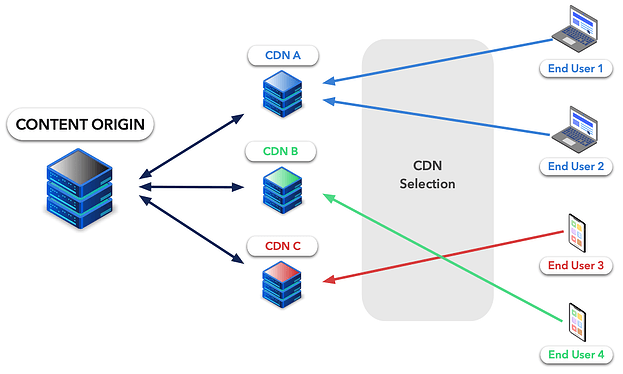 CONTENT ORIGIN
CDN A
CDN B
CDN C
CDN
Selection
End User 1
End User 2
End User 3
End User 4